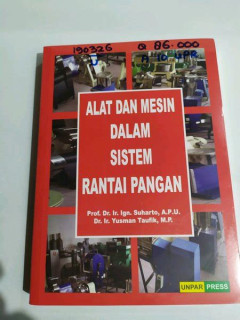 190326
@ 86.000
ALAT DAN MESIN
DALAM
SISTEM
RANTAI PANGAN
Prof. Dr. Ir. Ign. Suharto, A.P.U.
Dr. Ir. Yusman Taufik, M.P.
UNPAR PRESS